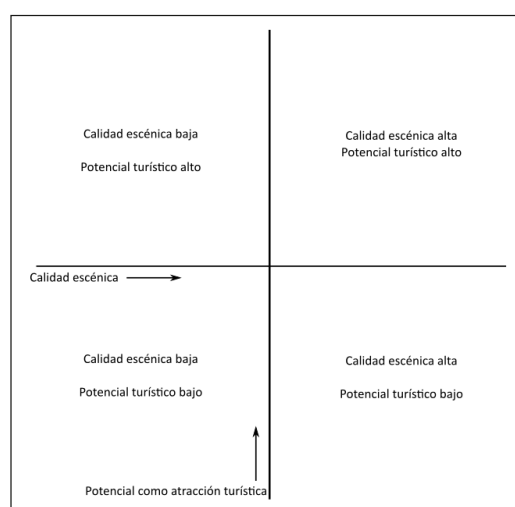 Calidad escénica baja
Potencial turístico alto
Calidad escénica alta
Potencial turístico alto
Calidad escénica
Calidad escénica baja
Potencial turístico bajo
Calidad escénica alta
Potencial turístico bajo
Potencial como atracción turística